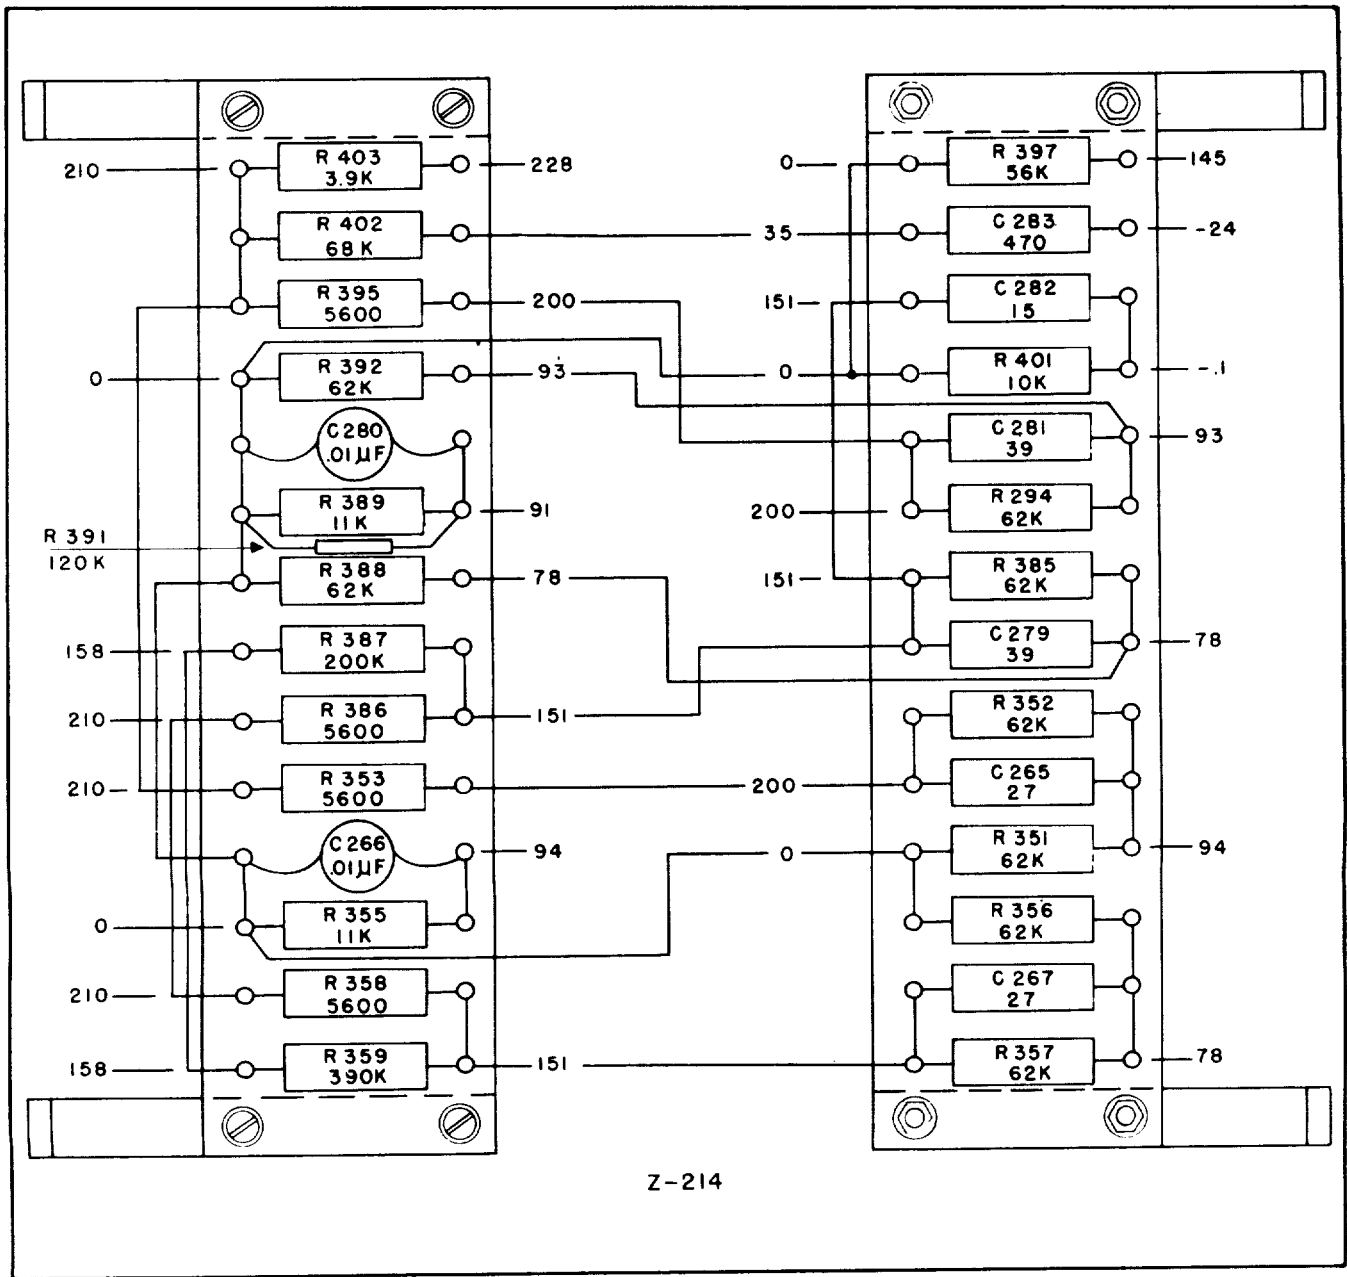 210 R 403 228
3.9K
R 402
68 K
R 395 200
5600
0 R 392 93
62K
C 280
.01µF
R 389 91
11K
R 391
120K
R 388 78
62K
158 R 387
200K
210 R 386 151
5600
210 R 353
5600
C 266 94
.01µF
0 R 355
11K
210 R 358
5600
158 R 359 151
390K
0 R 397 145
56K
35 C 283 -24
470
151 C 282
15
0 R 401 -.1
10K
C 281 93
39
200 R 294
62K
151 R 385
62K
C 279 78
39
R 352
62K
200 C 265
27
0 R 351 94
62K
R 356
62K
C 267
27
R 357 78
62K
Z-214